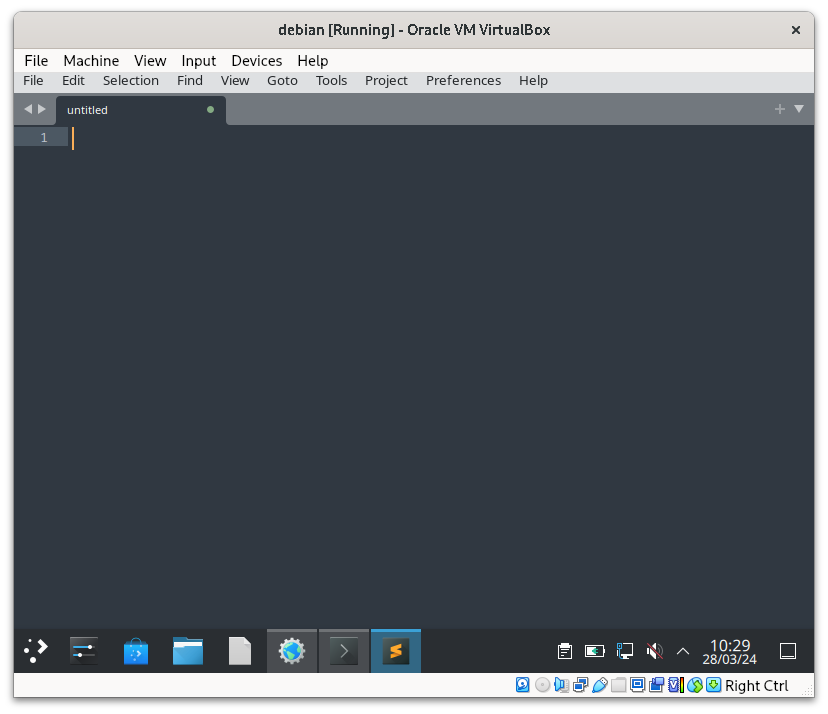 debian [Running] - Oracle VM VirtualBox
File Machine View Input Devices Help
File Edit Selection Find View Goto Tools Project Preferences Help
untitled
1
10:29
28/03/24
Right Ctrl